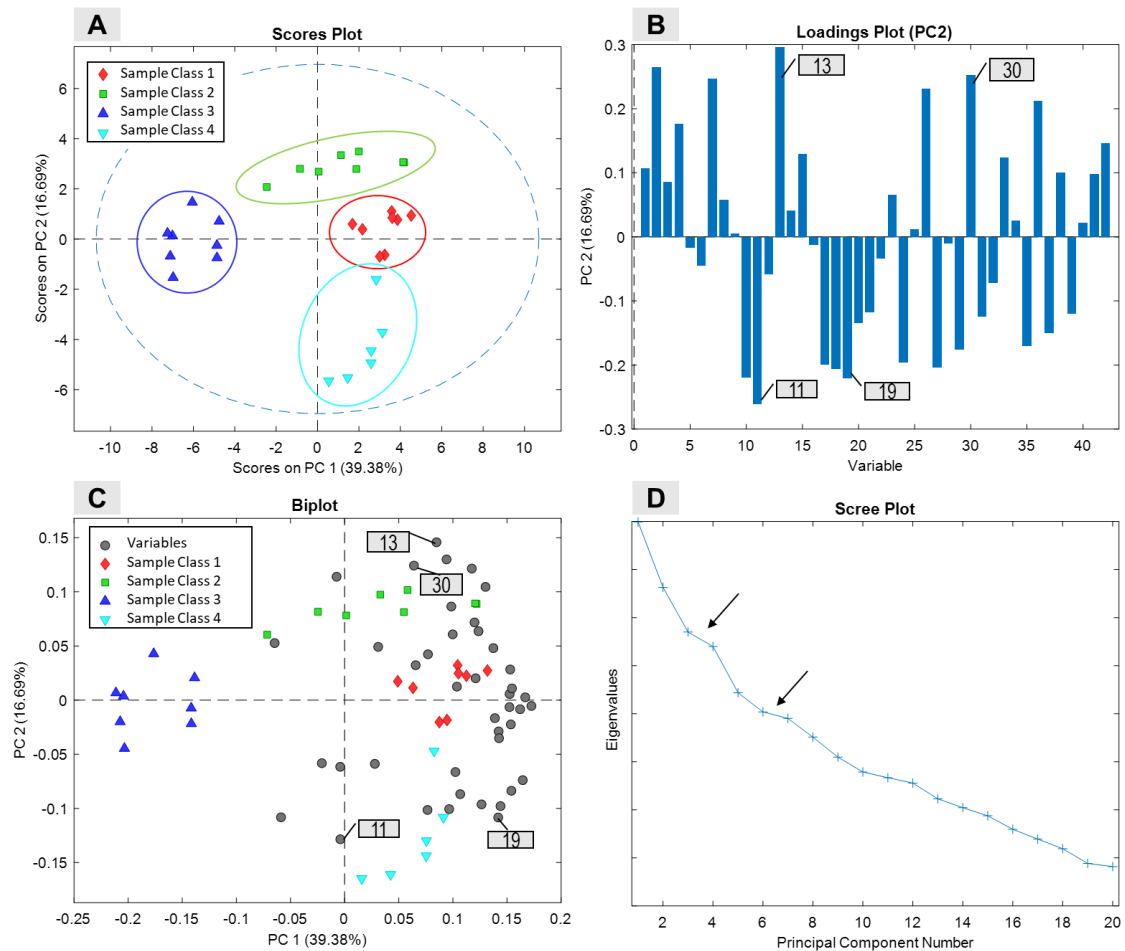 A
Scores Plot
Sample Class 1
Sample Class 2
Sample Class 3
Sample Class 4
6
4
2
0
-2
-4
-6
Scores on PC 2 (16.69%)
-10 -8 -6 -4 -2 0 2 4 6 8 10
Scores on PC 1 (39.38%)
B
Loadings Plot (PC2)
13
30
11
19
0.3
0.2
0.1
0
-0.1
-0.2
-0.3
PC 2 (16.69%)
0 5 10 15 20 25 30 35 40
Variable
C
Biplot
Variables
Sample Class 1
Sample Class 2
Sample Class 3
Sample Class 4
13
30
11
19
0.15
0.1
0.05
0
-0.05
-0.1
-0.15
PC 2 (16.69%)
-0.25 -0.2 -0.15 -0.1 -0.05 0 0.05 0.1 0.15 0.2
PC 1 (39.38%)
D
Scree Plot
Eigenvalues
2 4 6 8 10 12 14 16 18 20
Principal Component Number